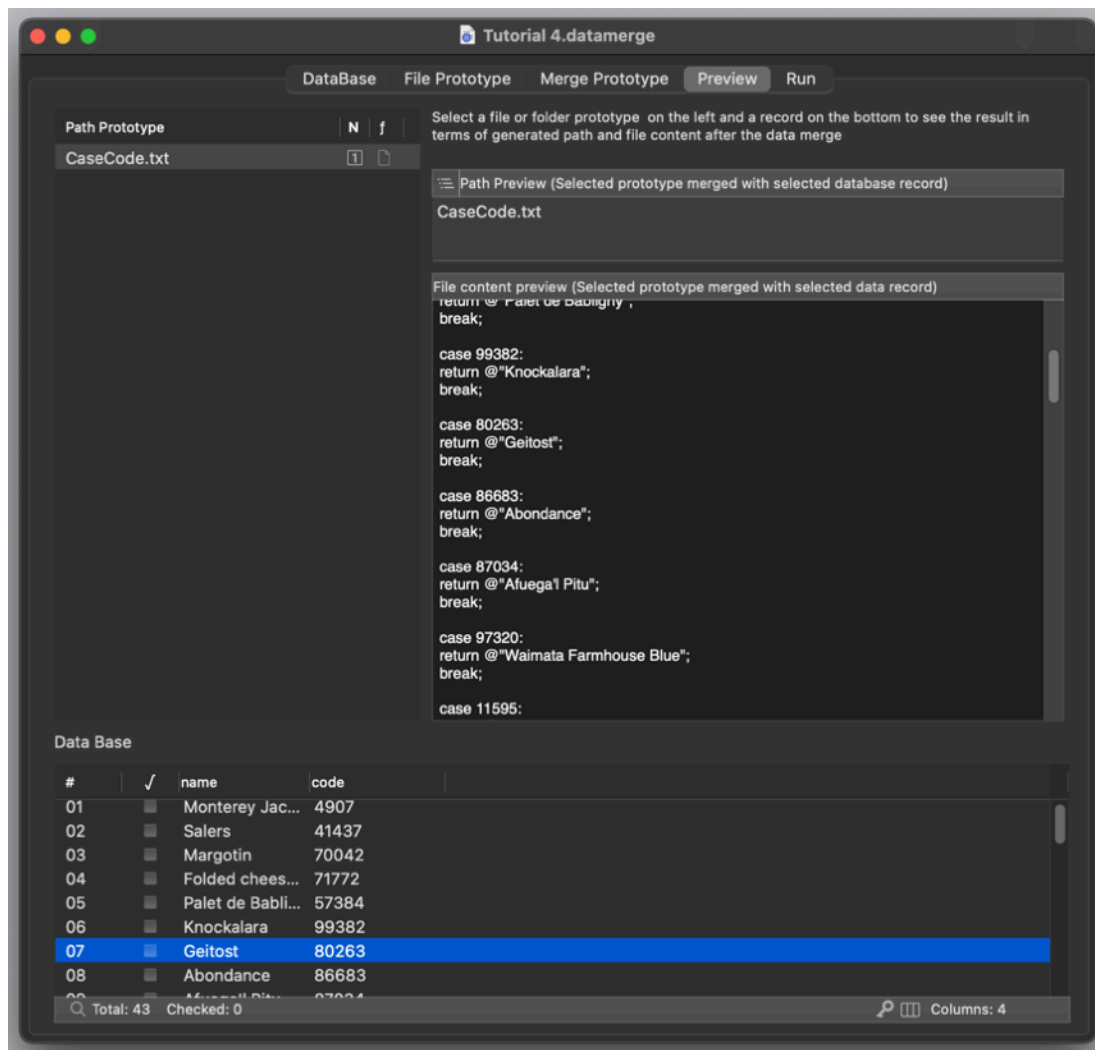 Tutorial 4.datamerge
DataBase File Prototype Merge Prototype Preview Run
Path Prototype N f
CaseCode.txt 1
Select a file or folder prototype on the left and a record on the bottom to see the result in
terms of generated path and file content after the data merge
Path Preview (Selected prototype merged with selected database record)
CaseCode.txt
File content preview (Selected prototype merged with selected data record)
return @"Palet de Babligny";
break;
case 99382:
return @"Knockalara";
break;
case 80263:
return @"Geitost";
break;
case 86683:
return @"Abondance";
break;
case 87034:
return @"Afuega'l Pitu";
break;
case 97320:
return @"Waimata Farmhouse Blue";
break;
case 11595:
Data Base
# √ name code
01 Monterey Jac... 4907
02 Salers 41437
03 Margotin 70042
04 Folded chees... 71772
05 Palet de Babli... 57384
06 Knockalara 99382
07 Geitost 80263
08 Abondance 86683
Total: 43 Checked: 0 Columns: 4